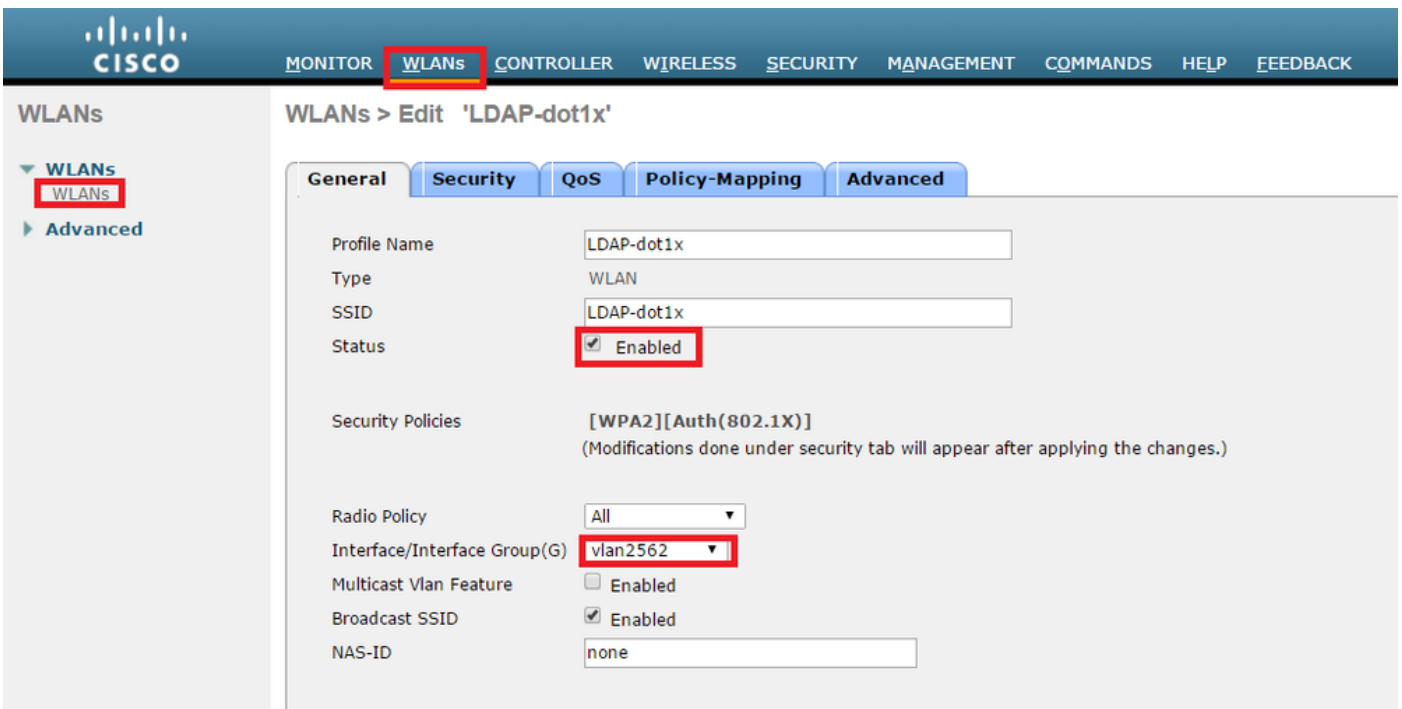 CISCO
MONITOR WLANs CONTROLLER WIRELESS SECURITY MANAGEMENT COMMANDS HELP FEEDBACK
WLANs
WLANs
WLANs
Advanced
WLANs > Edit 'LDAP-dot1x'
General Security QoS Policy-Mapping Advanced
Profile Name LDAP-dot1x
Type WLAN
SSID LDAP-dot1x
Status Enabled
Security Policies [WPA2][Auth(802.1X)]
(Modifications done under security tab will appear after applying the changes.)
Radio Policy All
Interface/Interface Group(G) vlan2562
Multicast Vlan Feature Enabled
Broadcast SSID Enabled
NAS-ID none